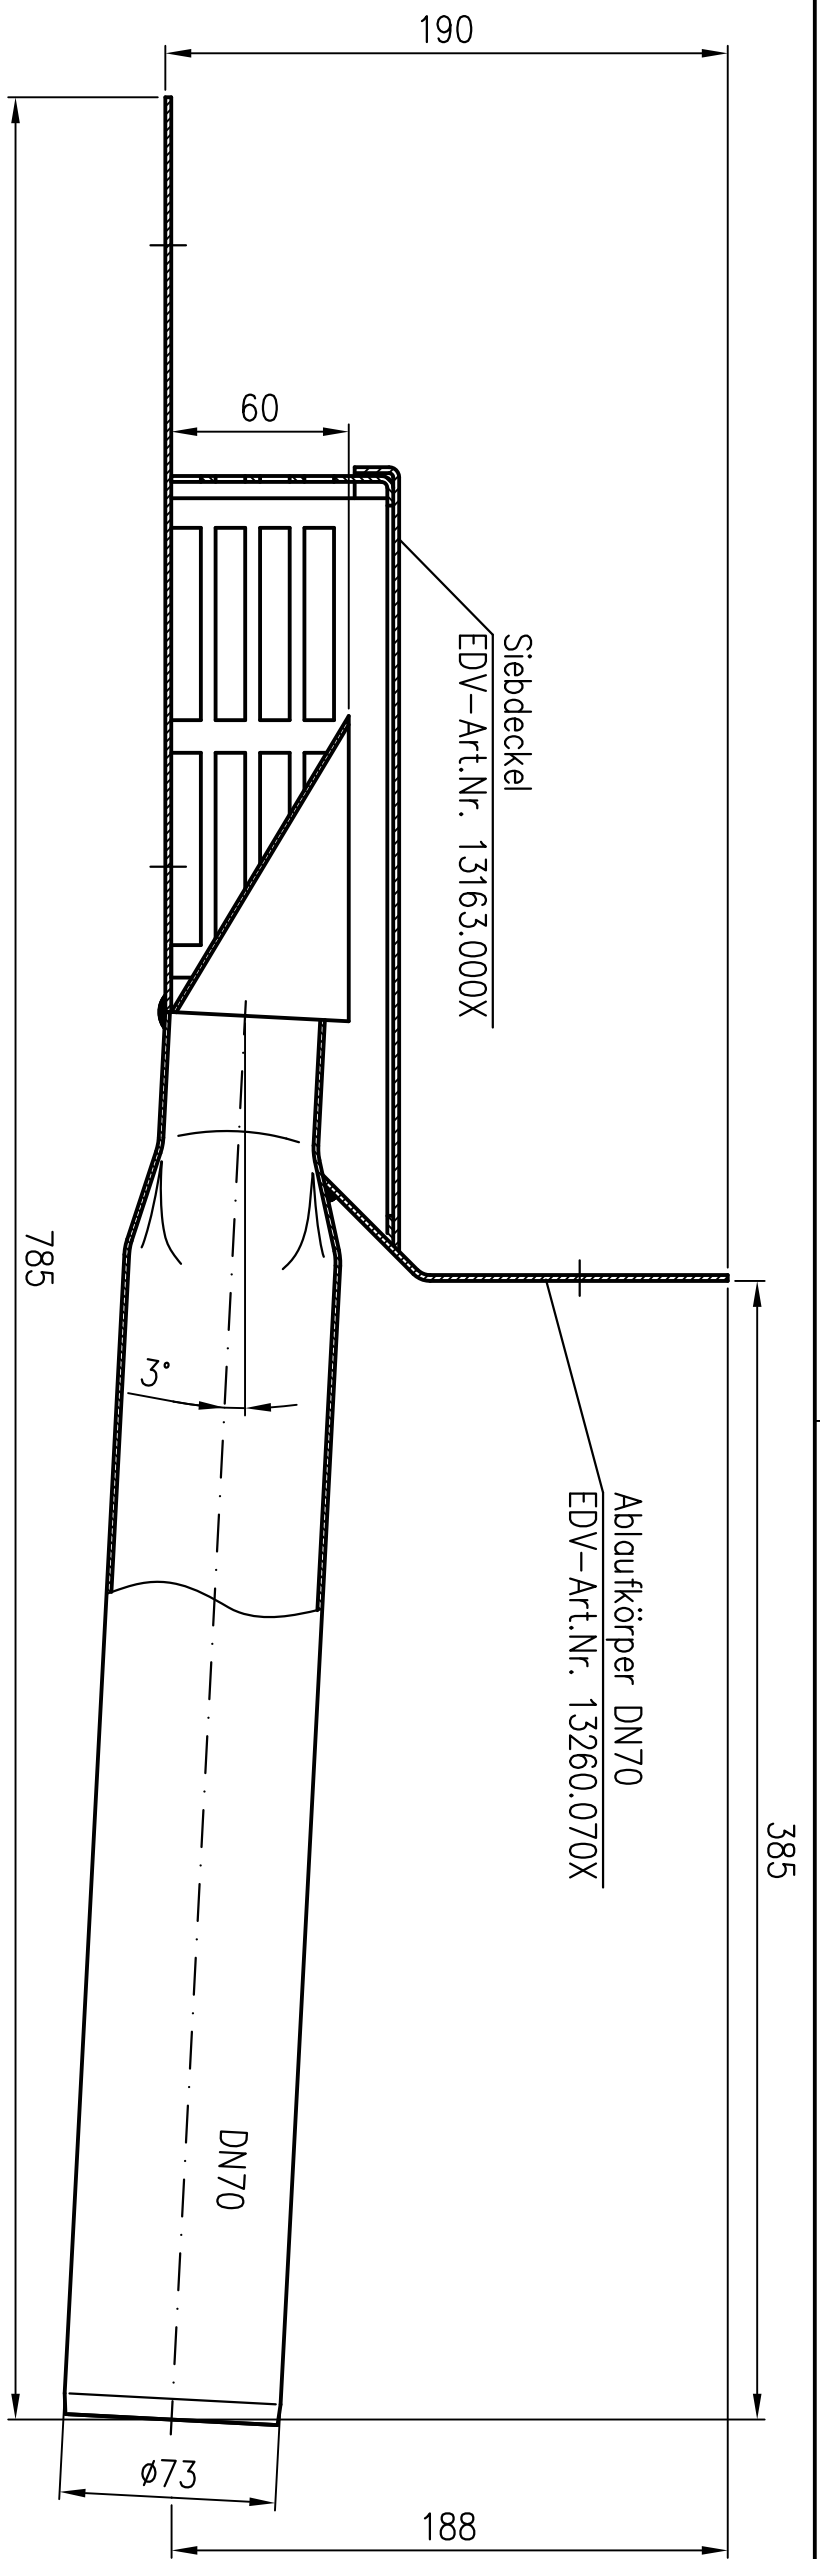 190
60
Siebdeckel
EDV-Art.Nr. 13163.000X
785
3°
Ablaufkörper DN70
EDV-Art.Nr. 13260.070X
385
DN70
ø73
188